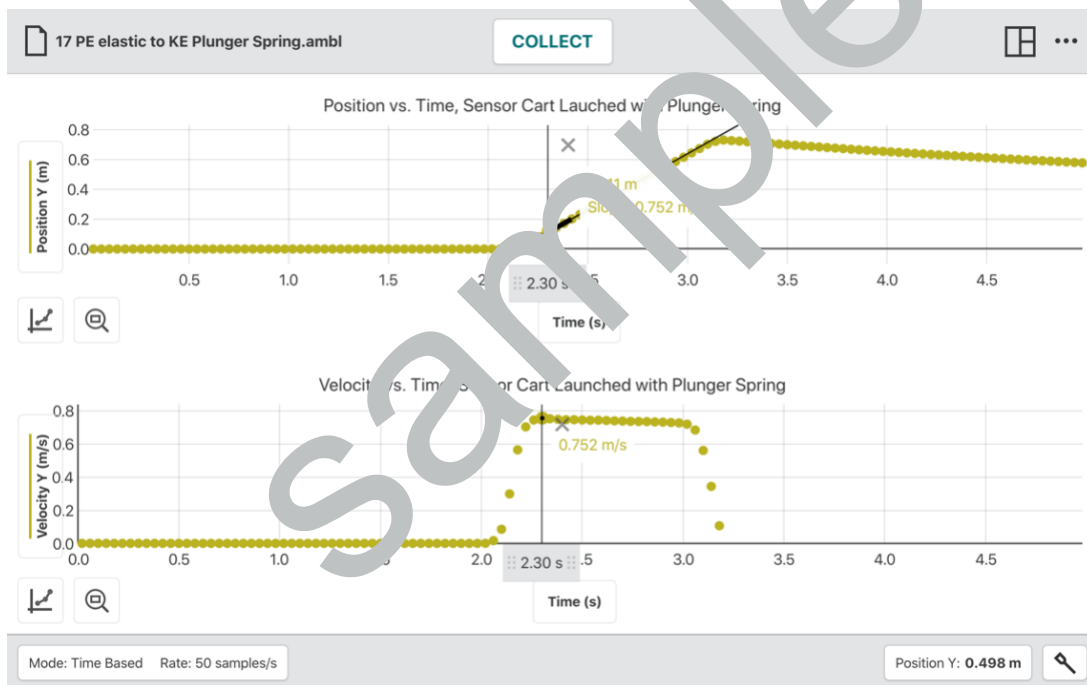 17 PE elastic to KE Plunger Spring.ambl
COLLECT
Position vs. Time, Sensor Cart Lauched Plunger
Position Y (m)
0.8
0.6
0.4
0.2
0.0
m
0.752
0.5 1.0 1.5 2.30 s 3.0 3.5 4.0 4.5
Time (s)
vs. Cart Launched with Plunger Spring
Velocity Y (m/s)
0.8
0.6
0.4
0.2
0.0
0.752 m/s
0.0 0.5 1.0 2.0 2.30 s .5 3.0 3.5 4.0 4.5
Time (s)
Mode: Time Based Rate: 50 samples/s
Position Y: 0.498 m
sample